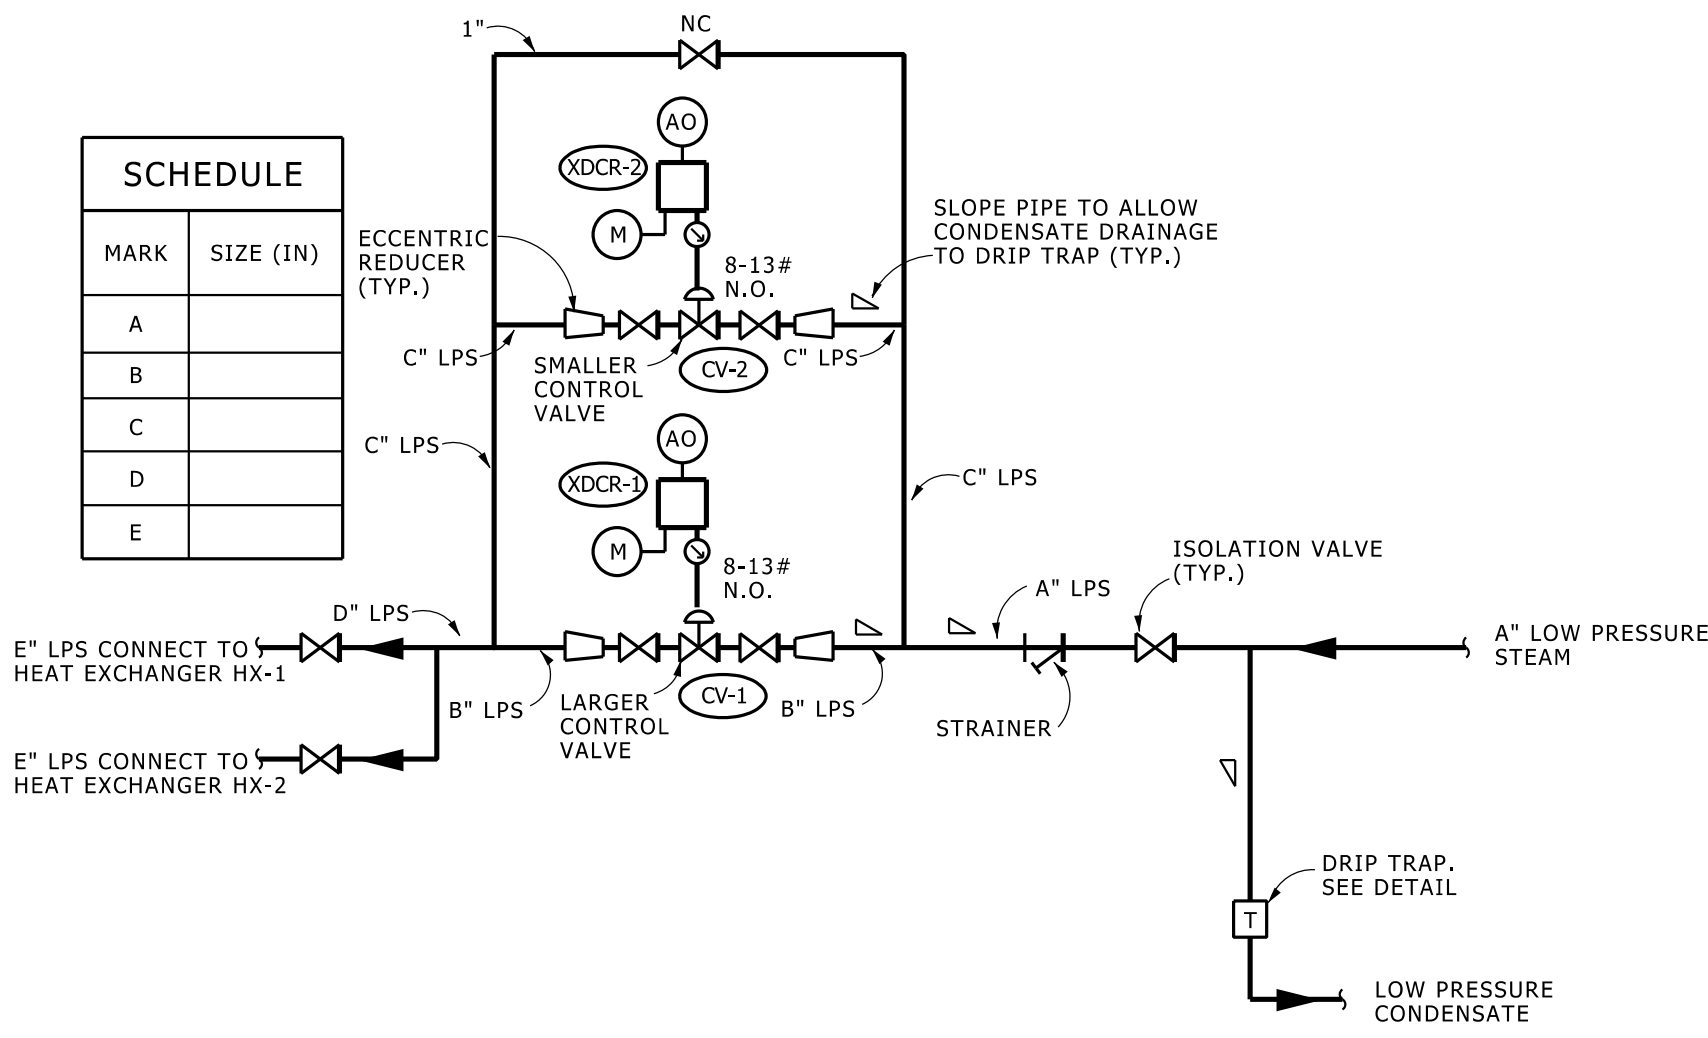 1"
NC
AO
XDCR-2
M
SCHEDULE
MARK
SIZE (IN)
A
B
C
D
E
ECCENTRIC
REDUCER
(TYP.)
8-13#
N.O.
SLOPE PIPE TO ALLOW
CONDENSATE DRAINAGE
TO DRIP TRAP (TYP.)
C" LPS
SMALLER
CONTROL
VALVE
CV-2
C" LPS
C" LPS
AO
XDCR-1
M
8-13#
N.O.
C" LPS
ISOLATION VALVE
(TYP.)
A" LPS
D" LPS
E" LPS CONNECT TO
HEAT EXCHANGER HX-1
B" LPS
LARGER
CONTROL
VALVE
CV-1
B" LPS
STRAINER
A" LOW PRESSURE
STEAM
E" LPS CONNECT TO
HEAT EXCHANGER HX-2
DRIP TRAP.
SEE DETAIL
T
LOW PRESSURE
CONDENSATE